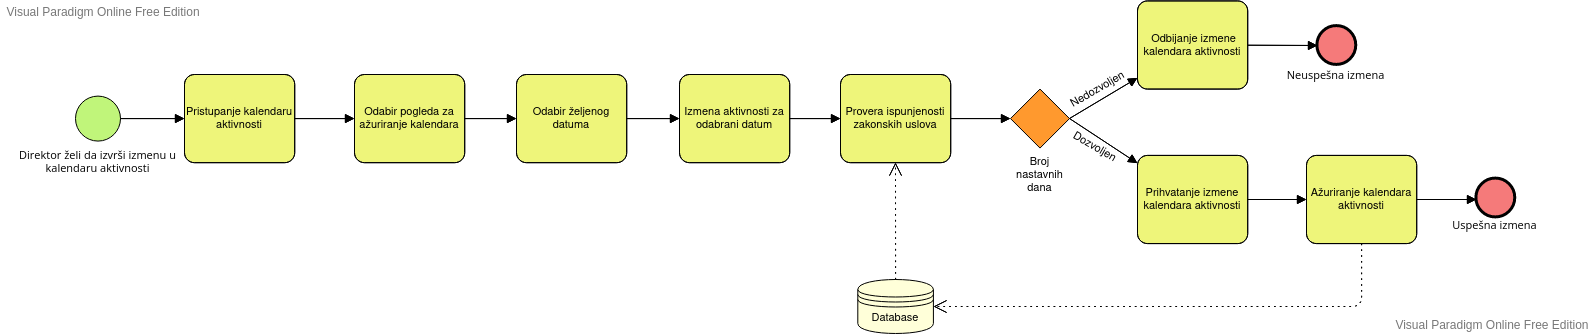 Visual Paradigm Online Free Edition
Direktor želi da izvrši izmenu u
kalendaru aktivnosti
Pristupanje kalendaru
aktivnosti
Odabir pogleda za
ažuriranje kalendara
Odabir željenog
datuma
Izmena aktivnosti za
odabrani datum
Provera ispunjenosti
zakonskih uslova
Broj
nastavnih
dana
Nedozvoljen
Odbijanje izmene
kalendara aktivnosti
Neuspešna izmena
Dozvoljen
Prihvatanje izmene
kalendara aktivnosti
Ažuriranje kalendara
aktivnosti
Uspešna izmena
Database
Visual Paradigm Online Free Edition